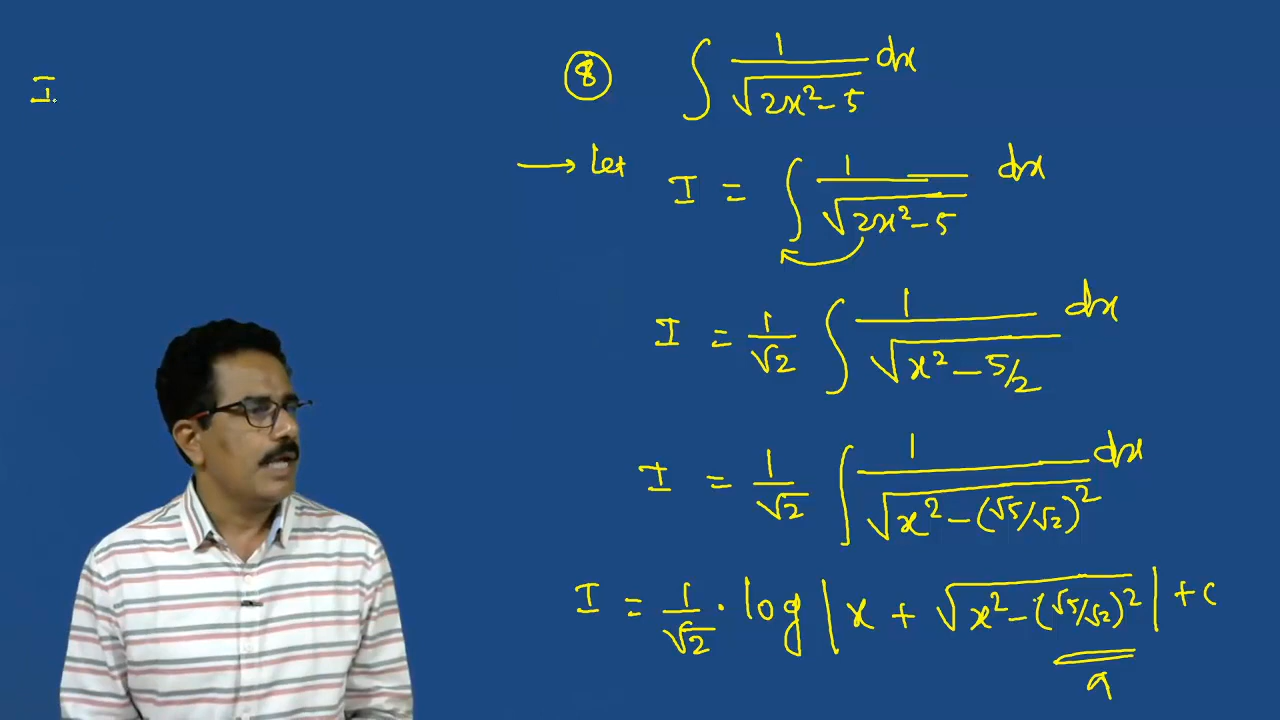 I
⑧ ∫ 1/√(2x² - 5) dx
→ Let I = ∫ 1/√(2x² - 5) dx
I = 1/√2 ∫ 1/√(x² - 5/2) dx
I = 1/√2 ∫ 1/√(x² - (√5/√2)²) dx
I = 1/√2 · log |x + √(x² - (√5/√2)²)| + c
a